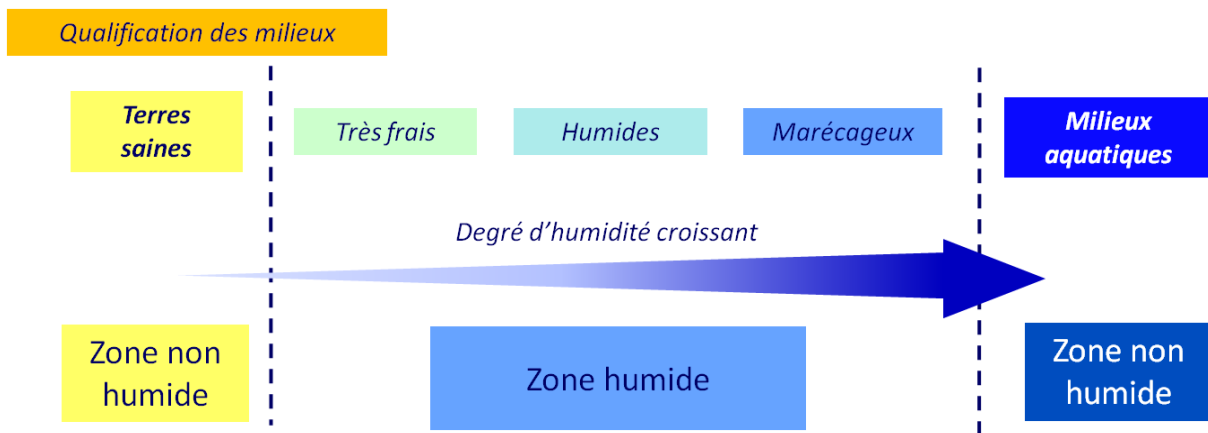 Qualification des milieux
Terres
saines
Très frais
Humides
Marécageux
Milieux
aquatiques
Degré d’humidité croissant
Zone non
humide
Zone humide
Zone non
humide